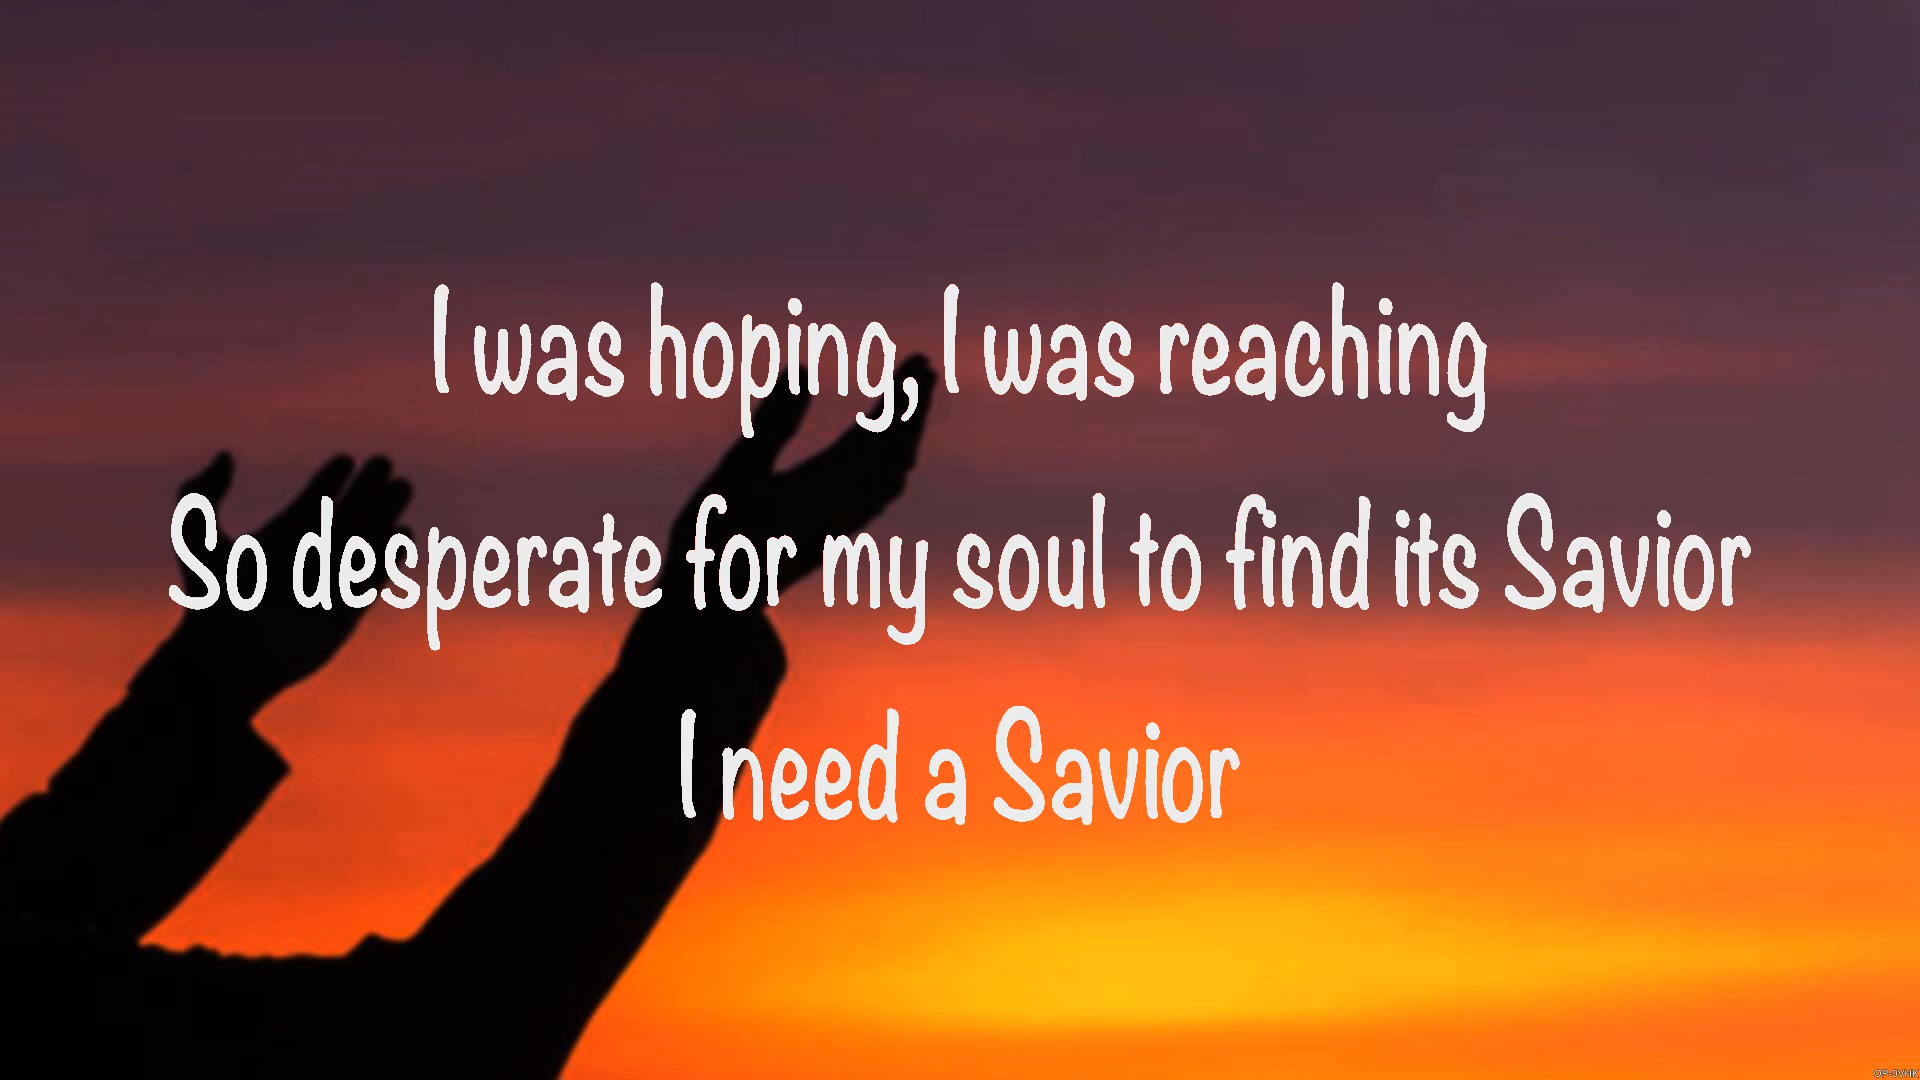 I was hoping, I was reaching
So desperate for my soul to find its Savior
I need a Savior